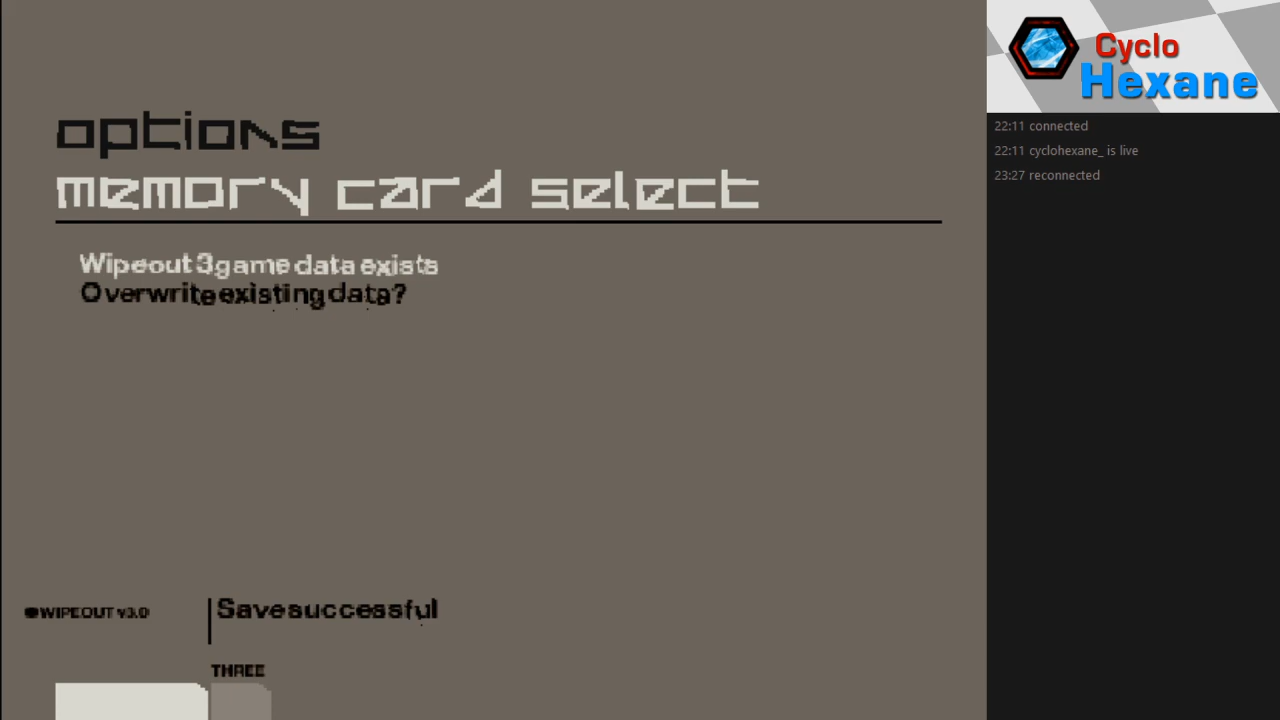 options
memory card select
Wipeout 3 game data exists
Overwrite existing data?
WIPEOUT v3.0
Save successful
THREE
Cyclo
Hexane
22:11 connected
22:11 cyclohexane_ is live
23:27 reconnected